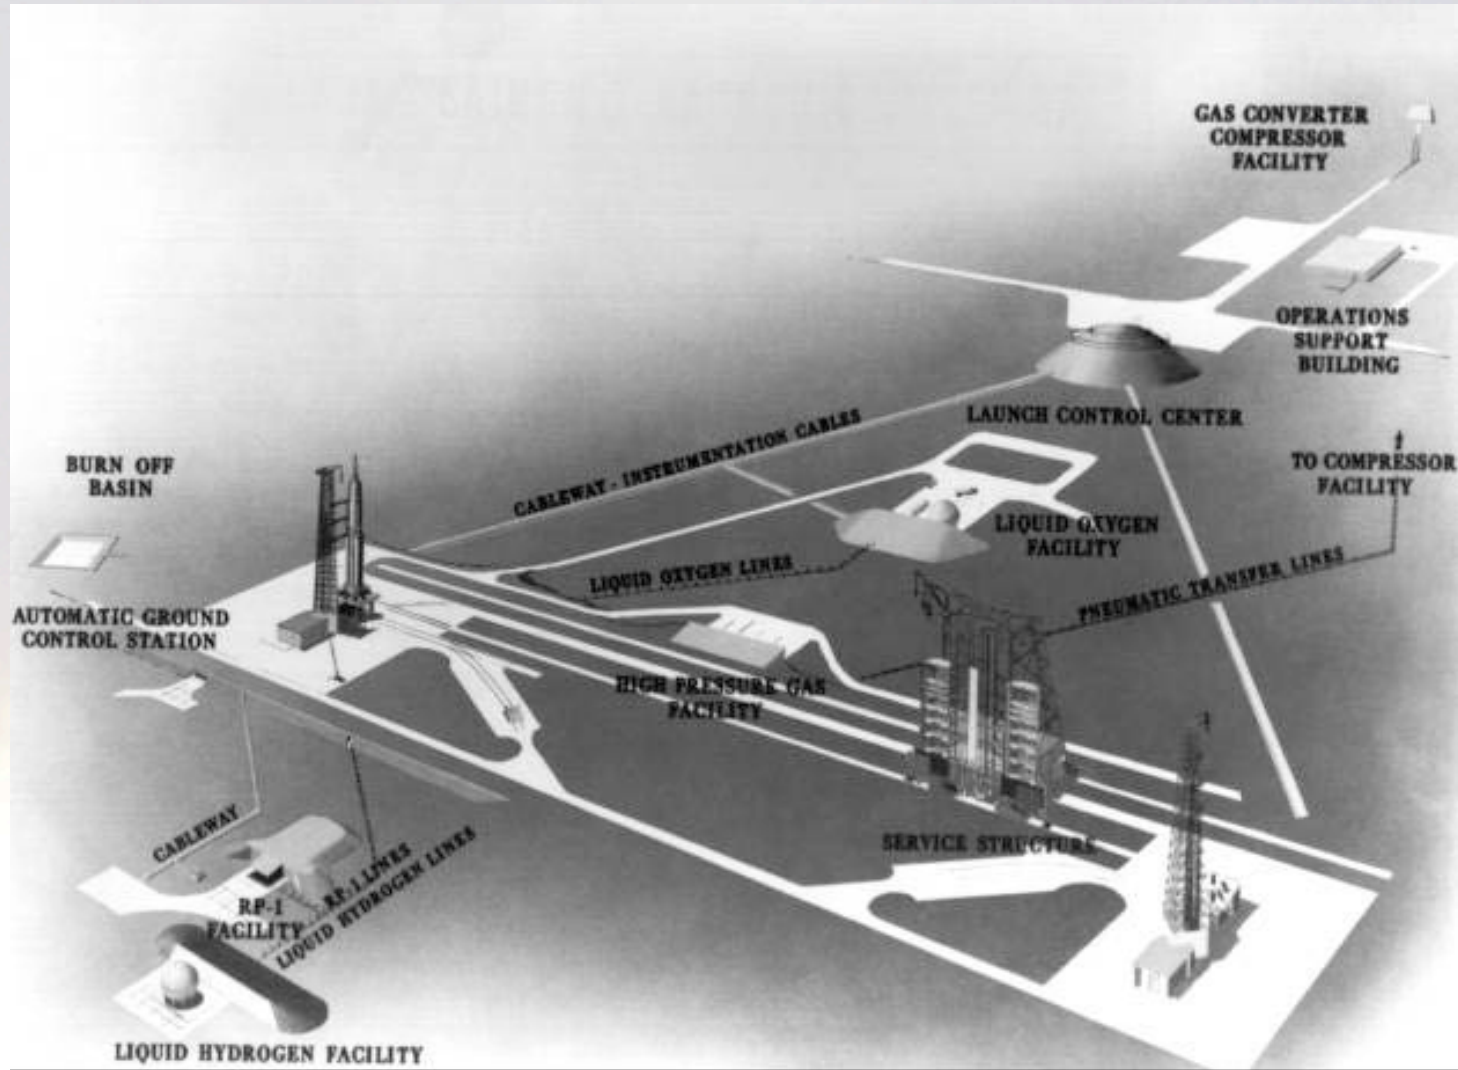 GAS CONVERTER
COMPRESSOR
FACILITY
OPERATIONS
SUPPORT
BUILDING
LAUNCH CONTROL CENTER
CABLEWAY - INSTRUMENTATION CABLES
TO COMPRESSOR
FACILITY
BURN OFF
BASIN
LIQUID OXYGEN
FACILITY
LIQUID OXYGEN LINES
PNEUMATIC TRANSFER LINES
AUTOMATIC GROUND
CONTROL STATION
HIGH PRESSURE GAS
FACILITY
SERVICE STRUCTURE
CABLEWAY
RP-1 LINES
LIQUID HYDROGEN LINES
RP-1
FACILITY
LIQUID HYDROGEN FACILITY